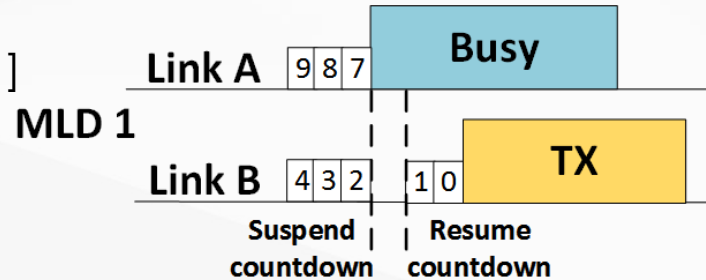 Busy
] Link A 9 8 7
MLD 1
TX
Link B 4 3 2 1 0
Suspend Resume
countdown countdown